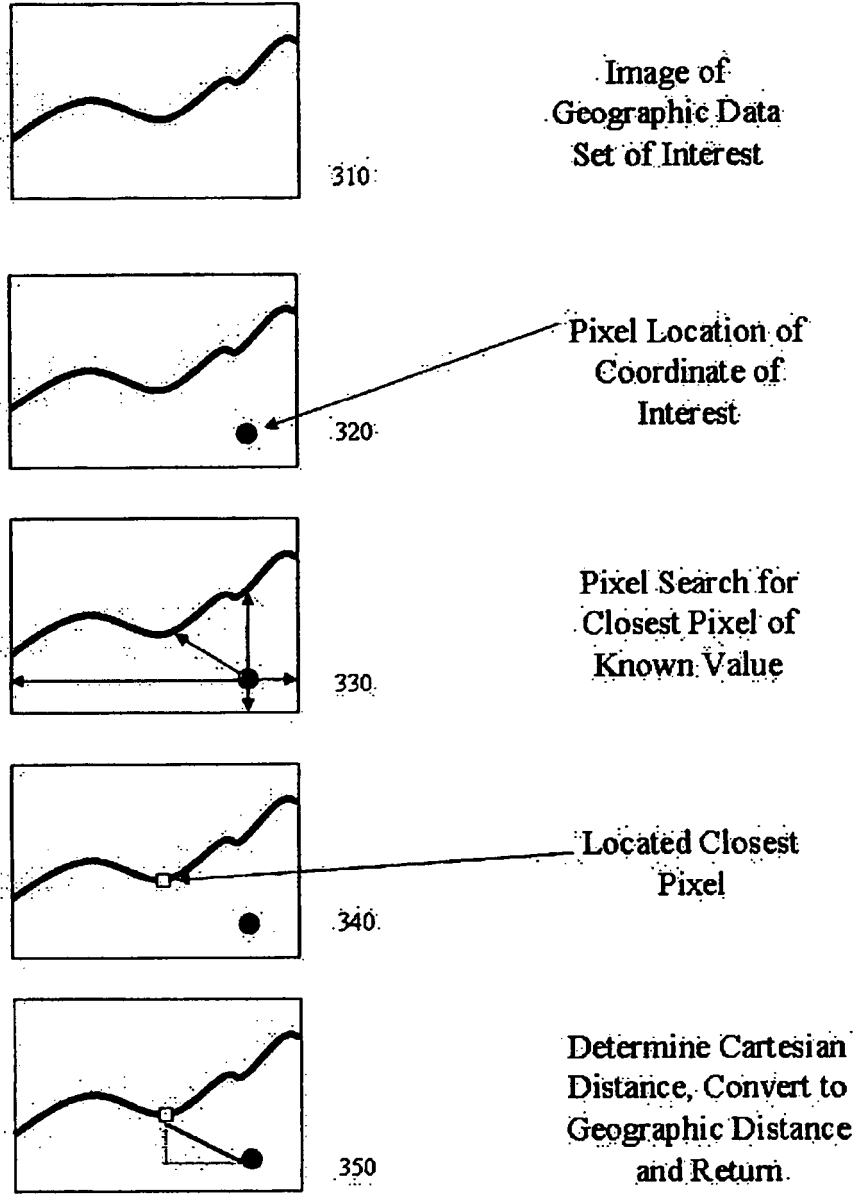 Image of
Geographic Data
Set of Interest
310
Pixel Location of
Coordinate of
Interest
320
Pixel Search for
Closest Pixel of
Known Value
330
Located Closest
Pixel
340
Determine Cartesian
Distance, Convert to
Geographic Distance
and Return
350